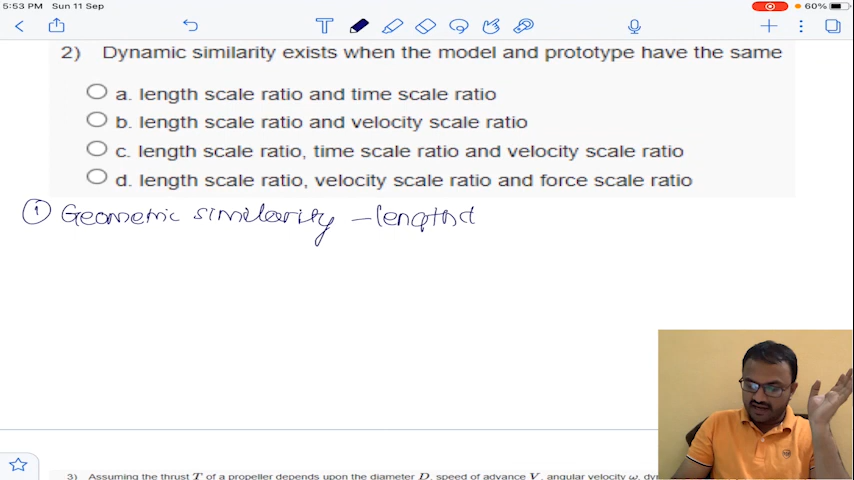 5:53 PM Sun 11 Sep
60%
T
2) Dynamic similarity exists when the model and prototype have the same
a. length scale ratio and time scale ratio
b. length scale ratio and velocity scale ratio
c. length scale ratio, time scale ratio and velocity scale ratio
d. length scale ratio, velocity scale ratio and force scale ratio
① Geometric similarity – length
3) Assuming the thrust T of a propeller depends upon the diameter D, speed of advance V, angular velocity ω,